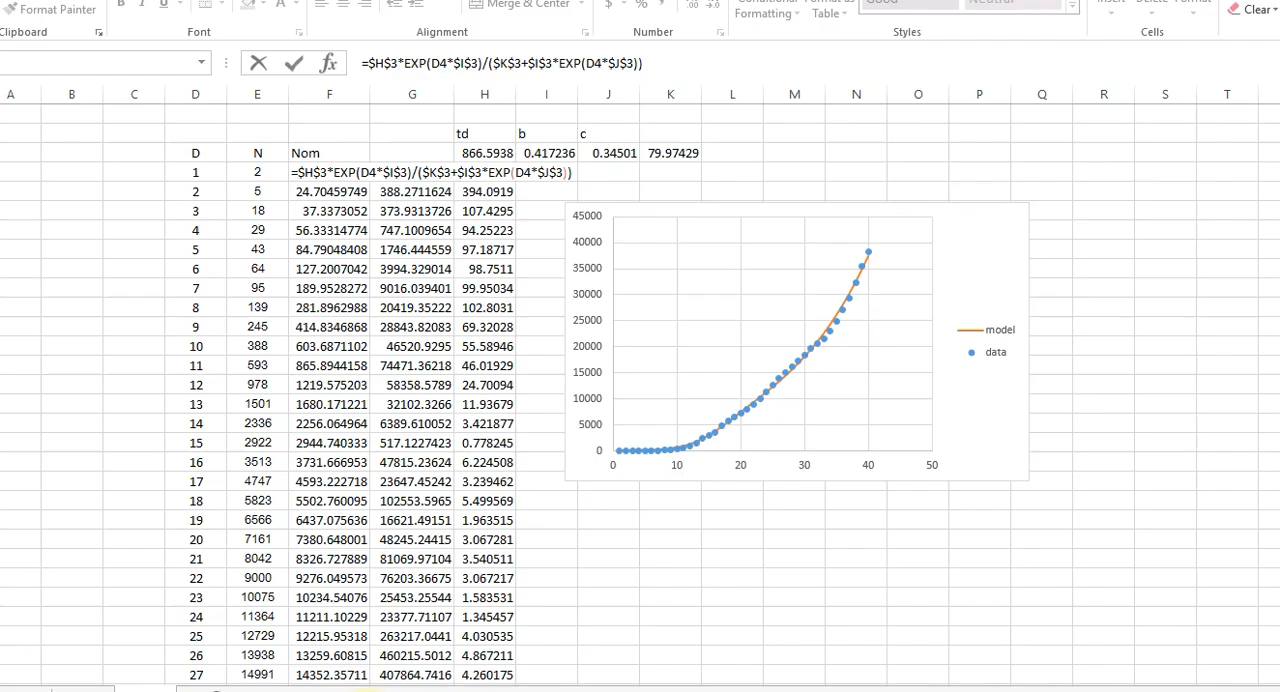 Format Painter B I U A Merge & Center $ % , Conditional Format as Good Neutral Insert Delete Format Clear
Formatting Table
Clipboard Font Alignment Number Styles Cells
fx =$H$3*EXP(D4*$I$3)/($K$3+$I$3*EXP(D4*$J$3))
A B C D E F G H I J K L M N O P Q R S T
td b c
D N Nom 866.5938 0.417236 0.34501 79.97429
1 2 =$H$3*EXP(D4*$I$3)/($K$3+$I$3*EXP(D4*$J$3))
2 5 24.70459749 388.2711624 394.0919
3 18 37.3373052 373.9313726 107.4295
4 29 56.33314774 747.1009654 94.25223
5 43 84.79048408 1746.444559 97.18717
6 64 127.2007042 3994.329014 98.7511
7 95 189.9528272 9016.039401 99.95034
8 139 281.8962988 20419.35222 102.8031
9 245 414.8346868 28843.82083 69.32028
10 388 603.6871102 46520.9295 55.58946
11 593 865.8944158 74471.36218 46.01929
12 978 1219.575203 58358.5789 24.70094
13 1501 1680.171221 32102.3266 11.93679
14 2336 2256.064964 6389.610052 3.421877
15 2922 2944.740333 517.1227423 0.778245
16 3513 3731.666953 47815.23624 6.224508
17 4747 4593.222718 23647.45242 3.239462
18 5823 5502.760095 102553.5965 5.499569
19 6566 6437.075636 16621.49151 1.963515
20 7161 7380.648001 48245.24415 3.067281
21 8042 8326.727889 81069.97104 3.540511
22 9000 9276.049573 76203.36675 3.067217
23 10075 10234.54076 25453.25544 1.583531
24 11364 11211.10229 23377.71107 1.345457
25 12729 12215.95318 263217.0441 4.030535
26 13938 13259.60815 460215.5012 4.867211
27 14991 14352.35711 407864.7416 4.260175
45000
40000
35000
30000
25000
20000
15000
10000
5000
0
0 10 20 30 40 50
model
data